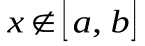 x ∉ [a, b]